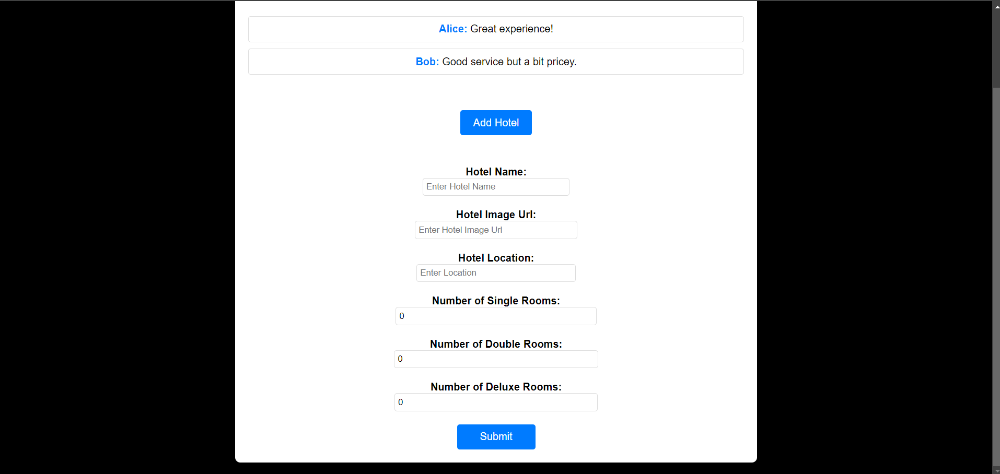 Alice: Great experience!
Bob: Good service but a bit pricey.
Add Hotel
Hotel Name:
Enter Hotel Name
Hotel Image Url:
Enter Hotel Image Url
Hotel Location:
Enter Location
Number of Single Rooms:
0
Number of Double Rooms:
0
Number of Deluxe Rooms:
0
Submit